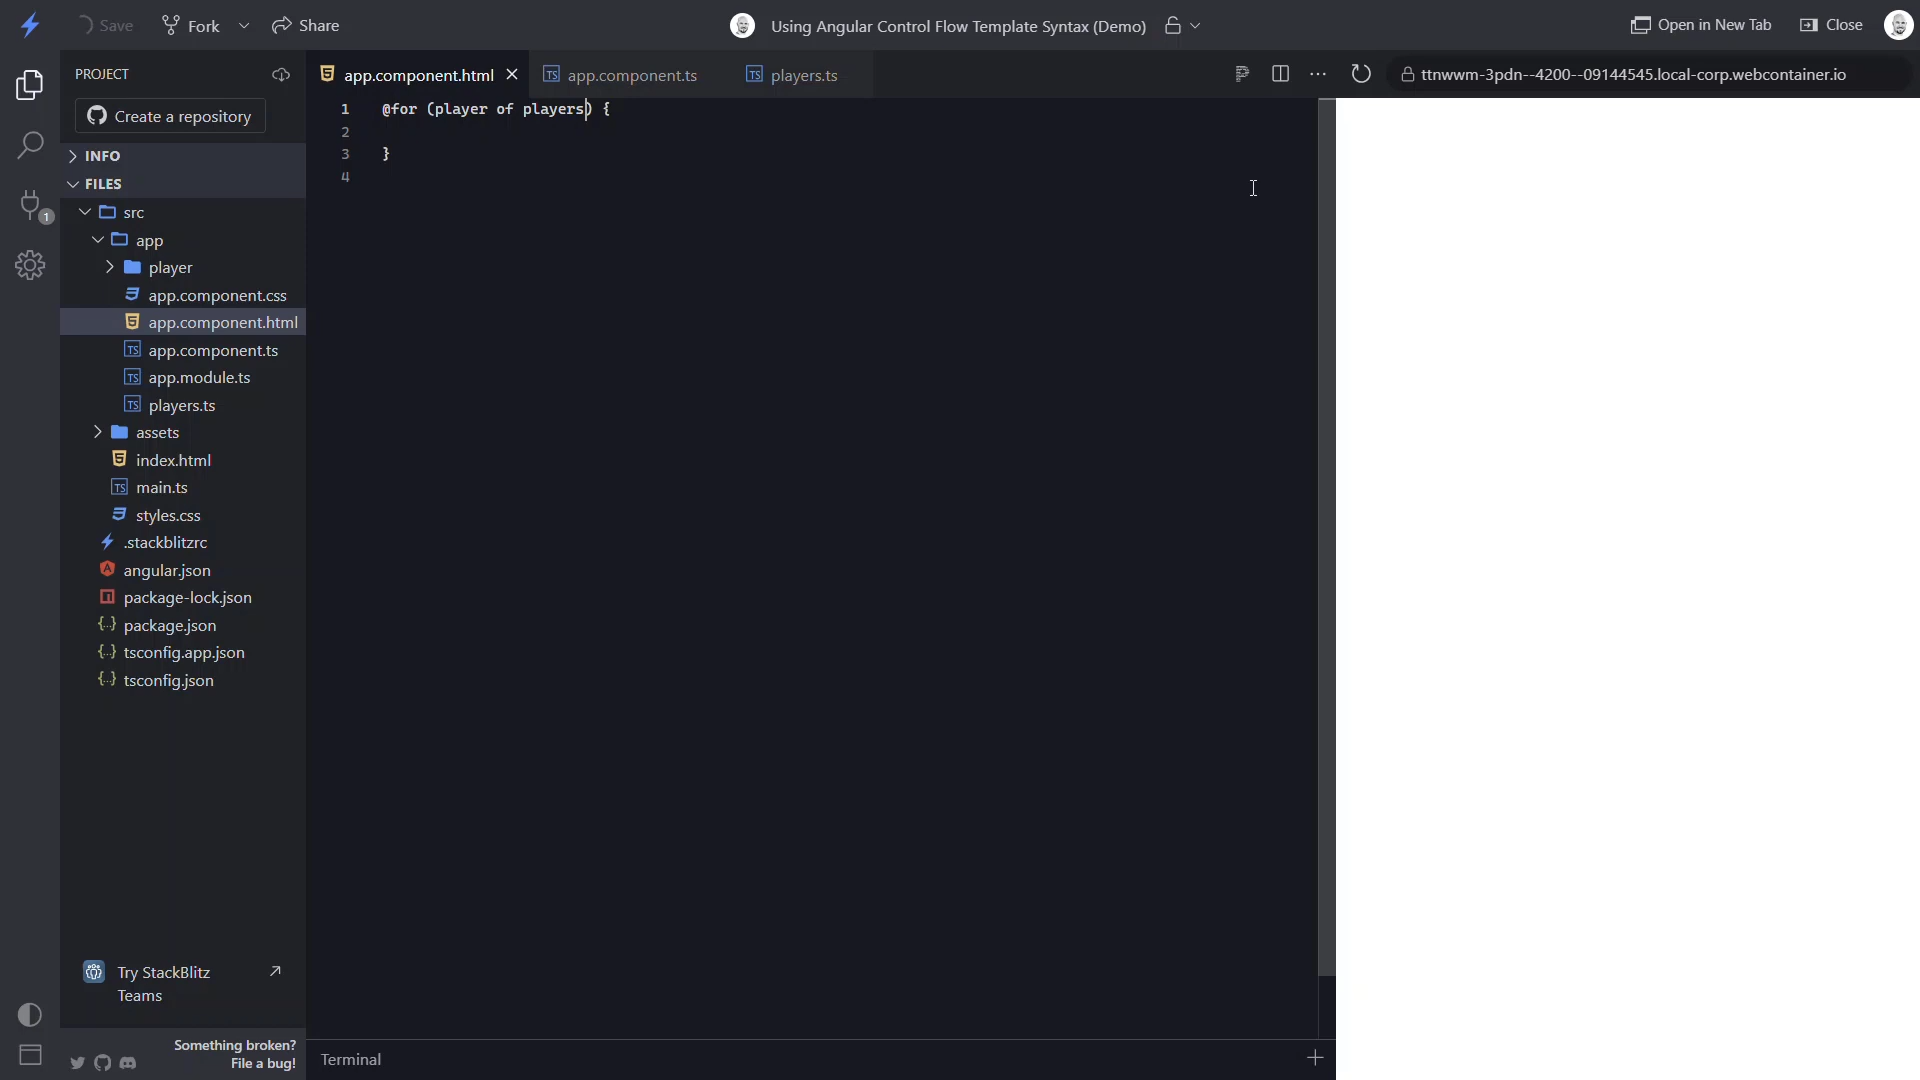 Save
Fork
Share
Using Angular Control Flow Template Syntax (Demo)
Open in New Tab
Close
PROJECT
app.component.html
app.component.ts
players.ts
ttnwwm-3pdn--4200--09144545.local-corp.webcontainer.io
Create a repository
INFO
FILES
src
app
player
app.component.css
app.component.html
app.component.ts
app.module.ts
players.ts
assets
index.html
main.ts
styles.css
.stackblitzrc
angular.json
package-lock.json
package.json
tsconfig.app.json
tsconfig.json
1
Try StackBlitz
Teams
Something broken?
File a bug!
1 @for (player of players) {
2
3 }
4
Terminal